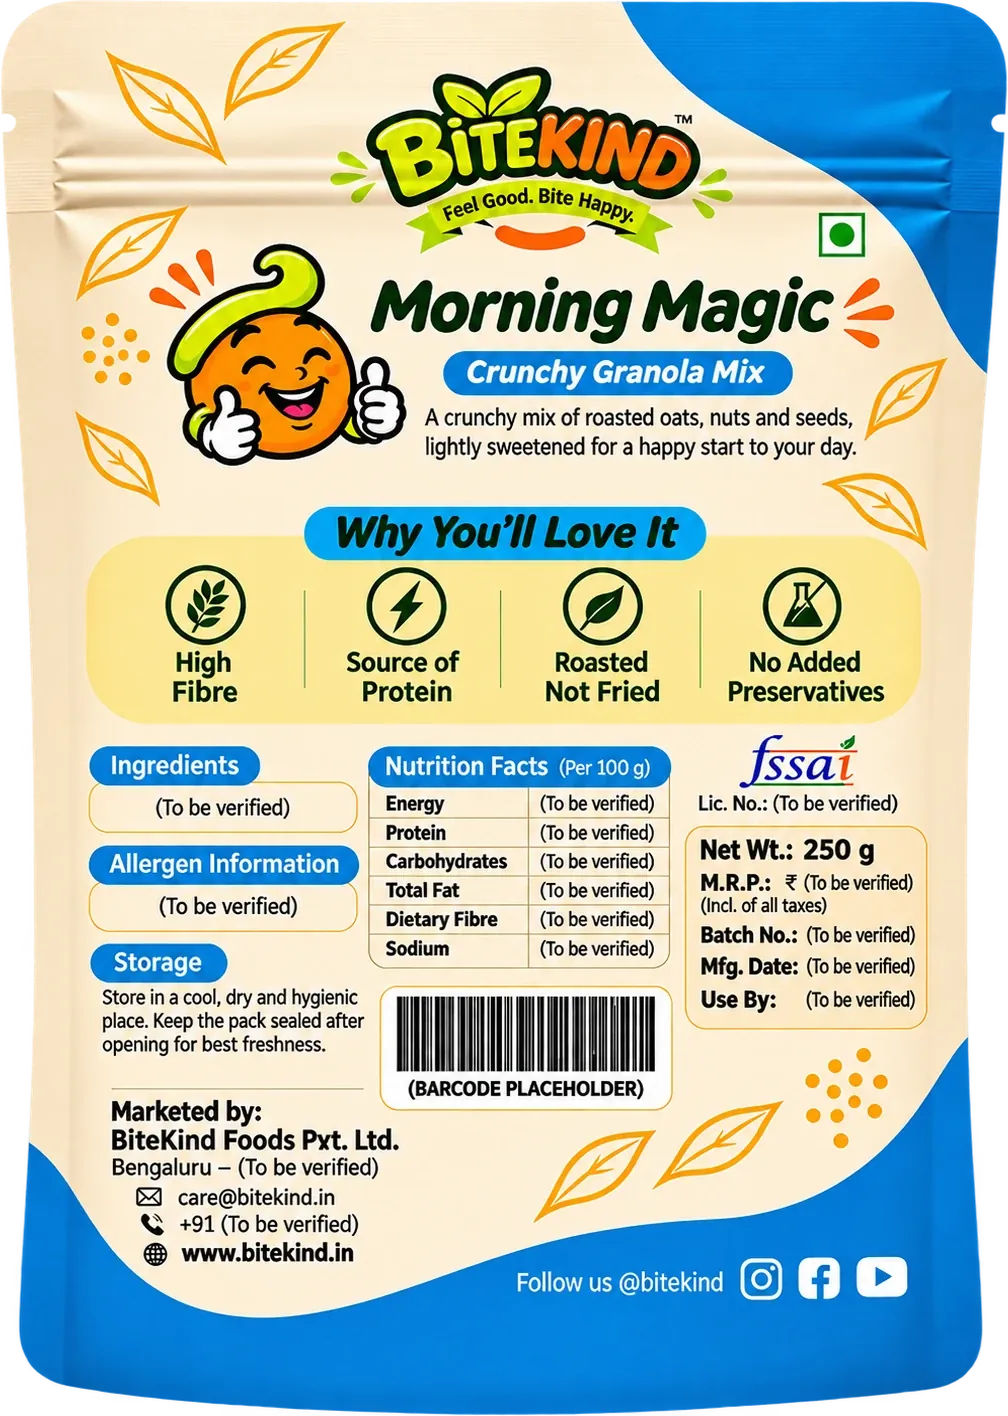 BiTEKIND™
Feel Good. Bite Happy.
Morning Magic
Crunchy Granola Mix
A crunchy mix of roasted oats, nuts and seeds,
lightly sweetened for a happy start to your day.
Why You'll Love It
High
Fibre
Source of
Protein
Roasted
Not Fried
No Added
Preservatives
Ingredients
(To be verified)
Allergen Information
(To be verified)
Storage
Store in a cool, dry and hygienic
place. Keep the pack sealed after
opening for best freshness.
Nutrition Facts (Per 100 g)
Energy (To be verified)
Protein (To be verified)
Carbohydrates (To be verified)
Total Fat (To be verified)
Dietary Fibre (To be verified)
Sodium (To be verified)
(BARCODE PLACEHOLDER)
fssai
Lic. No.: (To be verified)
Net Wt.: 250 g
M.R.P.: ₹ (To be verified)
(Incl. of all taxes)
Batch No.: (To be verified)
Mfg. Date: (To be verified)
Use By: (To be verified)
Marketed by:
BiteKind Foods Pxt. Ltd.
Bengaluru – (To be verified)
care@bitekind.in
+91 (To be verified)
www.bitekind.in
Follow us @bitekind